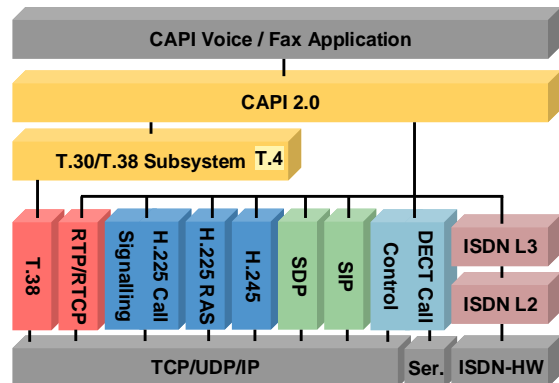 CAPI Voice / Fax Application
CAPI 2.0
T.30/T.38 Subsystem T.4
T.38
RTP/RTCP
H.225 Call
Signalling
H.225 RAS
H.245
SDP
SIP
DECT Call
Control
ISDN L3
ISDN L2
TCP/UDP/IP
Ser.
ISDN-HW